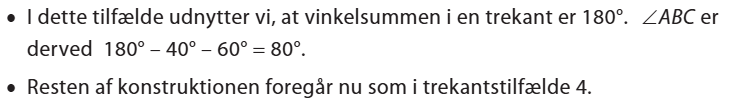 • I dette tilfælde udnytter vi, at vinkelsummen i en trekant er 180°. ∠ABC er
derved 180° – 40° – 60° = 80°.
• Resten af konstruktionen foregår nu som i trekantstilfælde 4.